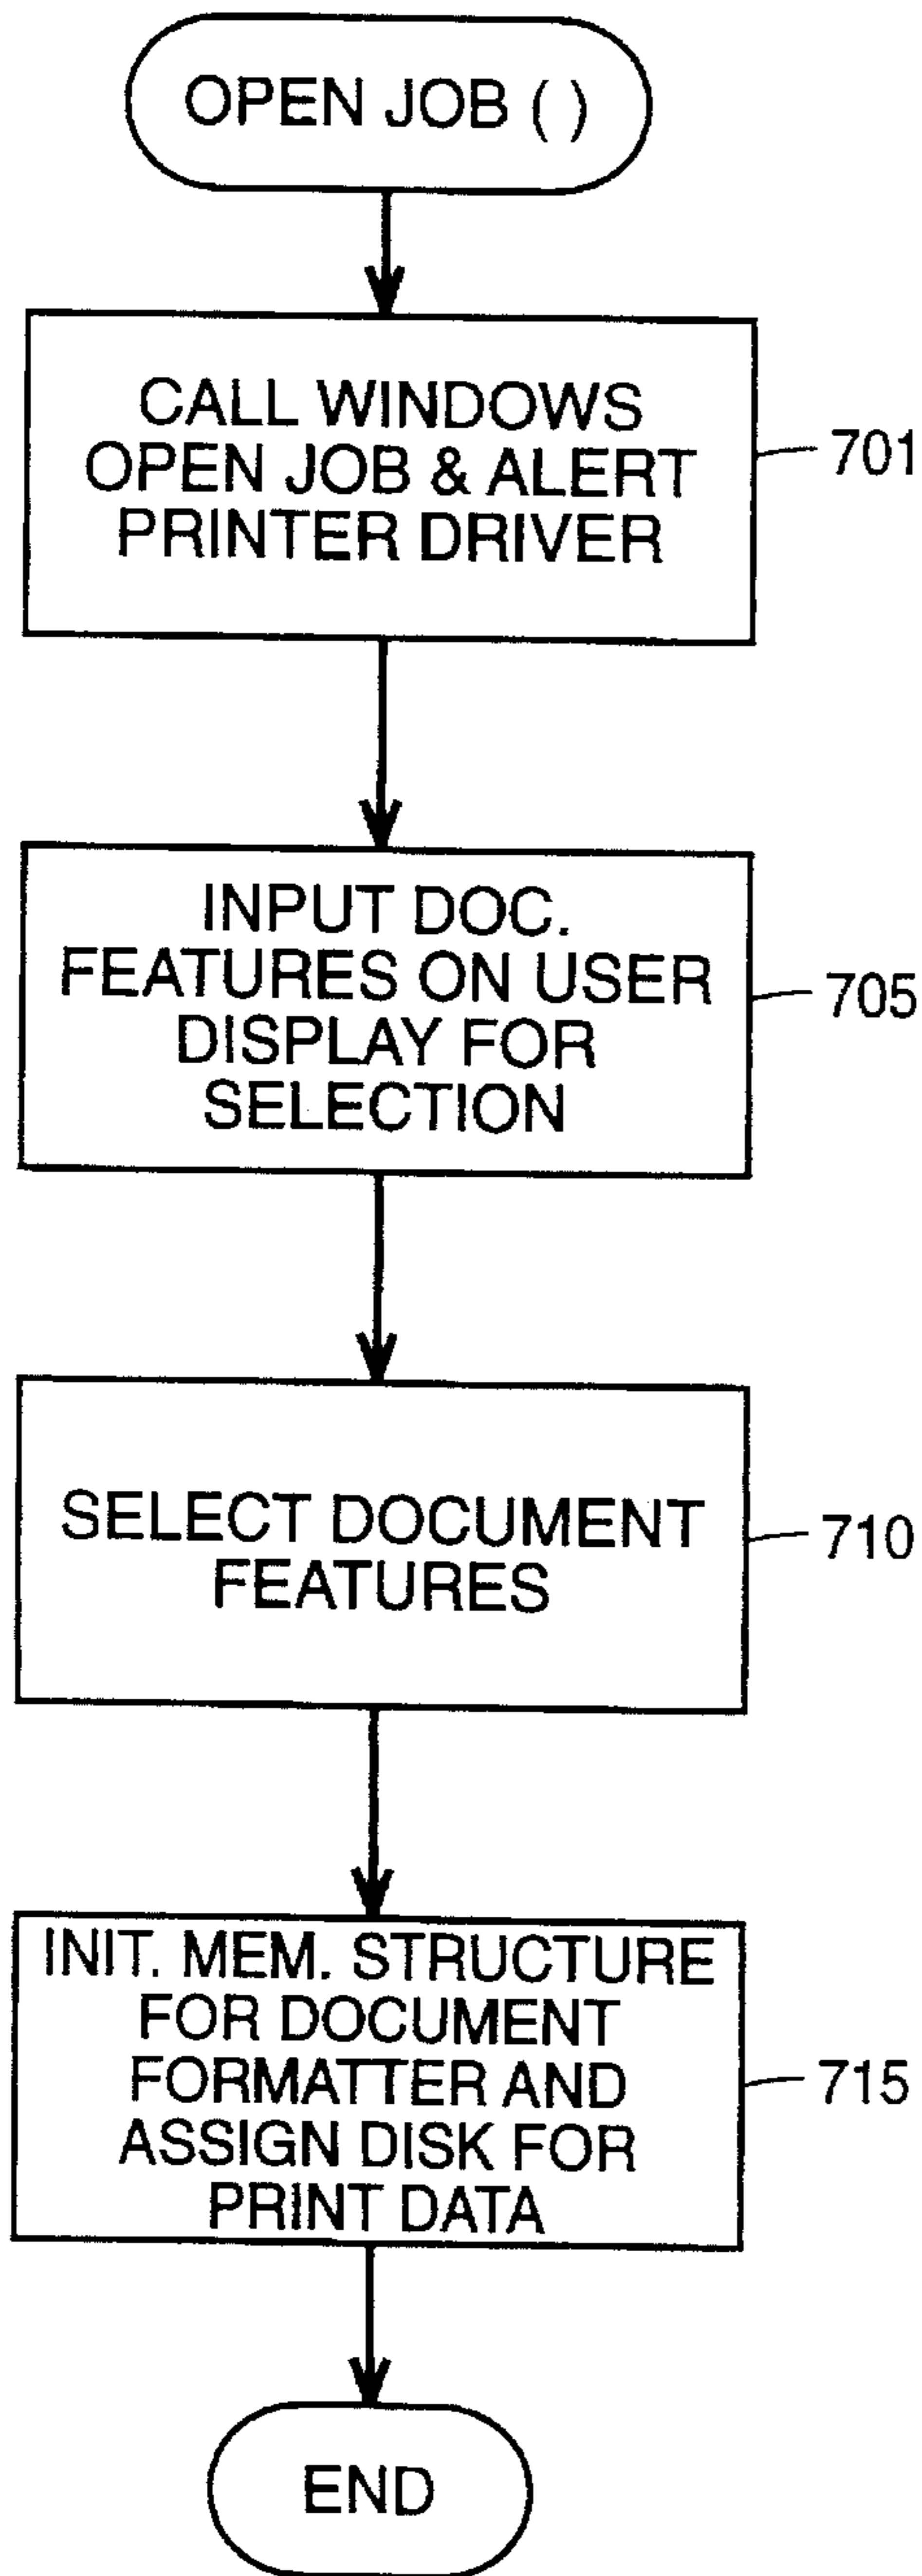 OPEN JOB ( )
CALL WINDOWS
OPEN JOB & ALERT
PRINTER DRIVER
701
INPUT DOC.
FEATURES ON USER
DISPLAY FOR
SELECTION
705
SELECT DOCUMENT
FEATURES
710
INIT. MEM. STRUCTURE
FOR DOCUMENT
FORMATTER AND
ASSIGN DISK FOR
PRINT DATA
715
END